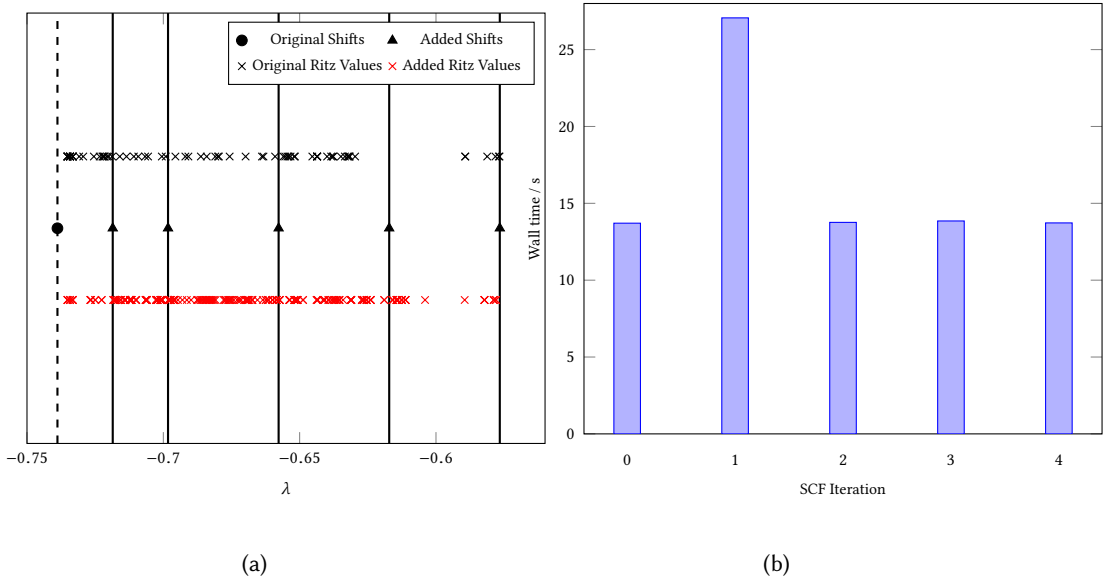 Original Shifts Added Shifts
Original Ritz Values Added Ritz Values
−0.75 −0.7 −0.65 −0.6
λ
(a)
Wall time / s
25
20
15
10
5
0
0 1 2 3 4
SCF Iteration
(b)